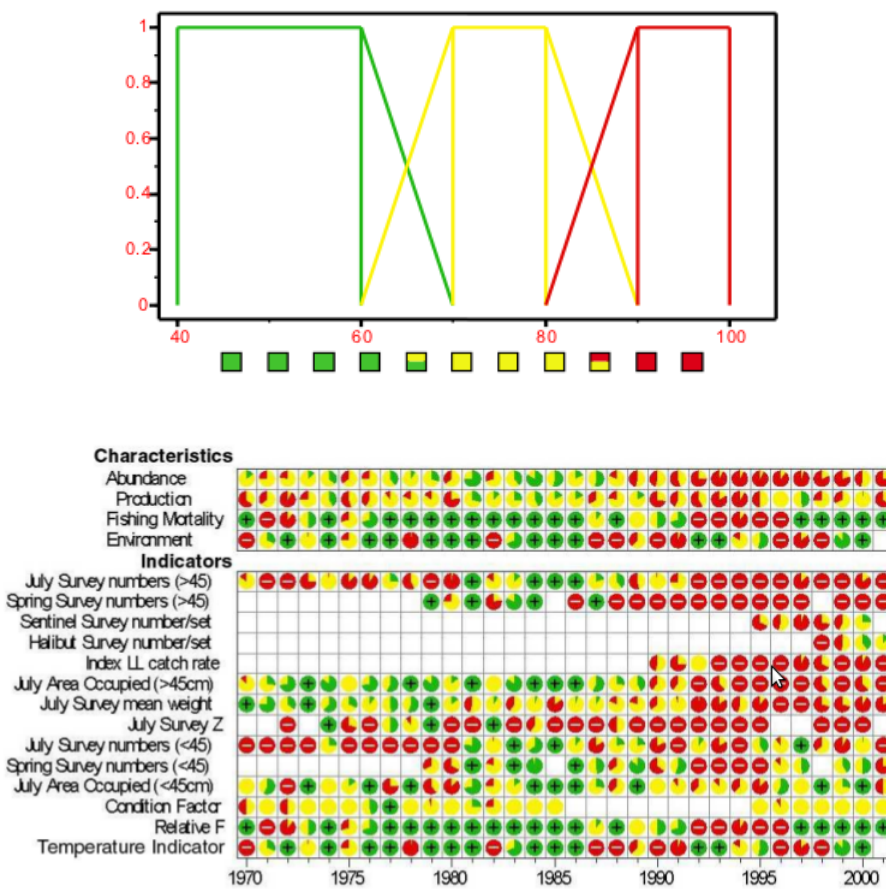 1
0.8
0.6
0.4
0.2
0
40 60 80 100
Characteristics
Abundance
Production
Fishing Mortality
Environment
Indicators
July Survey numbers (>45)
Spring Survey numbers (>45)
Sentinel Survey number/set
Halibut Survey number/set
Index LL catch rate
July Area Occupied (>45cm)
July Survey mean weight
July Survey Z
July Survey numbers (<45)
Spring Survey numbers (<45)
July Area Occupied (<45cm)
Condition Factor
Relative F
Temperature Indicator
1970 1975 1980 1985 1990 1995 2000